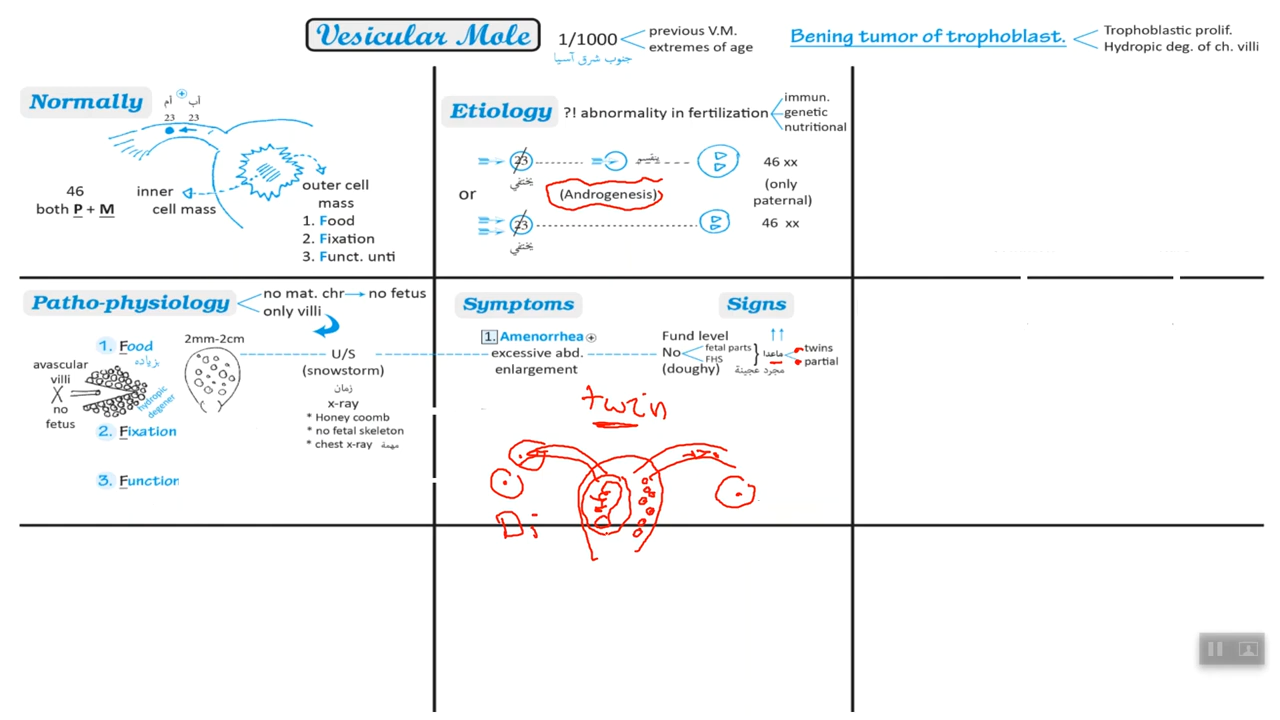 Vesicular Mole
1/1000
جنوب شرق آسيا
previous V.M.
extremes of age
Bening tumor of trophoblast.
Trophoblastic prolif.
Hydropic deg. of ch. villi
Normally
أم + أب
23 23
46
both P + M
inner
cell mass
outer cell
mass
1. Food
2. Fixation
3. Funct. unti
Etiology ?! abnormality in fertilization
immun.
genetic
nutritional
23
يختفي
ينقسم
46 xx
or
(Androgenesis)
(only
paternal)
23
يختفي
46 xx
Patho-physiology
no mat. chr → no fetus
only villi
1. Food
بزياده
avascular
villi
no
fetus
hydropic
degener
2mm-2cm
U/S
(snowstorm)
زمان
x-ray
* Honey coomb
* no fetal skeleton
* chest x-ray مهمة
2. Fixation
3. Function
Symptoms
1. Amenorrhea +
excessive abd.
enlargement
Signs
Fund level ↑↑
No
fetal parts
FHS
ماعدا
twins
partial
(doughy) مجرد عجينة
twin
Di